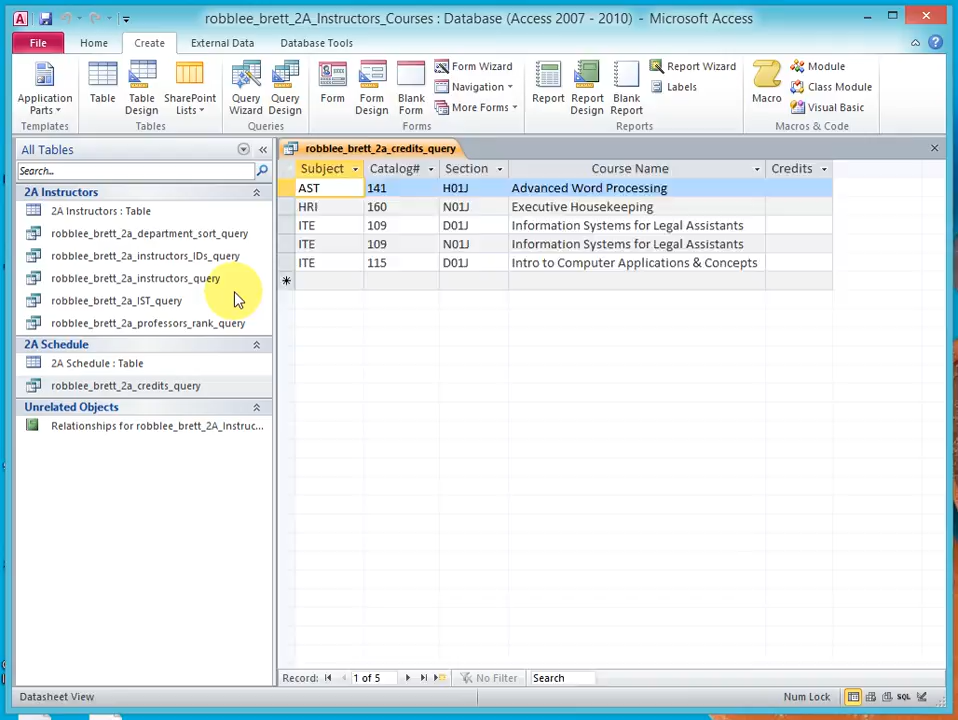 robblee_brett_2A_Instructors_Courses : Database (Access 2007 - 2010) - Microsoft Access
File Home Create External Data Database Tools
Application Parts Table Table Design SharePoint Lists Query Wizard Query Design Form Form Design Blank Form Form Wizard Navigation More Forms Report Report Design Blank Report Report Wizard Labels Macro Module Class Module Visual Basic
Templates Tables Queries Forms Reports Macros & Code
All Tables
Search...
2A Instructors
2A Instructors : Table
robblee_brett_2a_department_sort_query
robblee_brett_2a_instructors_IDs_query
robblee_brett_2a_instructors_query
robblee_brett_2a_IST_query
robblee_brett_2a_professors_rank_query
2A Schedule
2A Schedule : Table
robblee_brett_2a_credits_query
Unrelated Objects
Relationships for robblee_brett_2A_Instruc...
robblee_brett_2a_credits_query
Subject Catalog# Section Course Name Credits
AST 141 H01J Advanced Word Processing
HRI 160 N01J Executive Housekeeping
ITE 109 D01J Information Systems for Legal Assistants
ITE 109 N01J Information Systems for Legal Assistants
ITE 115 D01J Intro to Computer Applications & Concepts
Record: 1 of 5 No Filter Search
Datasheet View Num Lock SQL